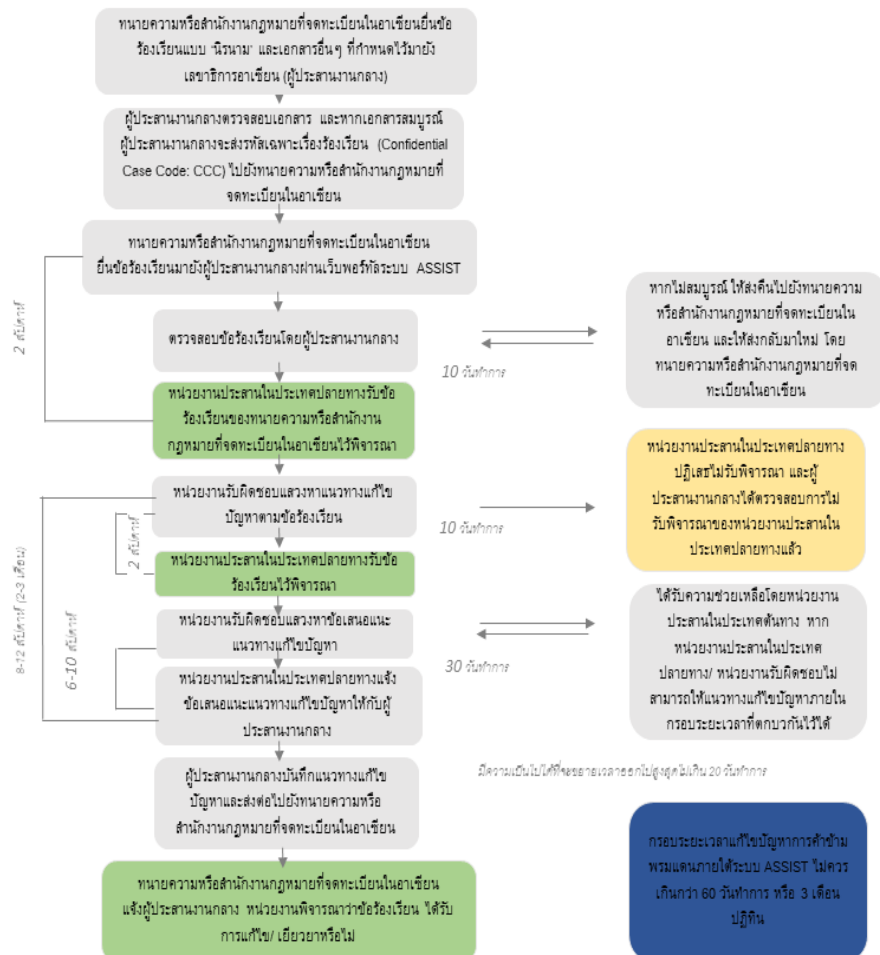 ทนายความหรือสำนักงานกฎหมายที่จดทะเบียนในอาเซียนยื่นข้อ
ร้องเรียนแบบ 'นิรนาม' และเอกสารอื่นๆ ที่กำหนดไว้มายัง
เลขาธิการอาเซียน (ผู้ประสานงานกลาง)
ผู้ประสานงานกลางตรวจสอบเอกสาร และหากเอกสารสมบูรณ์
ผู้ประสานงานกลางจะส่งรหัสเฉพาะเรื่องร้องเรียน (Confidential
Case Code: CCC) ไปยังทนายความหรือสำนักงานกฎหมายที่
จดทะเบียนในอาเซียน
ทนายความหรือสำนักงานกฎหมายที่จดทะเบียนในอาเซียน
ยื่นข้อร้องเรียนมายังผู้ประสานงานกลางผ่านเว็บพอร์ทัลระบบ ASSIST
2 สัปดาห์
ตรวจสอบข้อร้องเรียนโดยผู้ประสานงานกลาง
10 วันทำการ
หากไม่สมบูรณ์ ให้ส่งคืนไปยังทนายความ
หรือสำนักงานกฎหมายที่จดทะเบียนใน
อาเซียน และให้ส่งกลับมาใหม่ โดย
ทนายความหรือสำนักงานกฎหมายที่จด
ทะเบียนในอาเซียน
หน่วยงานประสานในประเทศปลายทางรับข้อ
ร้องเรียนของทนายความหรือสำนักงาน
กฎหมายที่จดทะเบียนในอาเซียนไว้พิจารณา
หน่วยงานรับผิดชอบแสวงหาแนวทางแก้ไข
ปัญหาตามข้อร้องเรียน
10 วันทำการ
หน่วยงานประสานในประเทศปลายทาง
ปฏิเสธไม่รับพิจารณา และผู้
ประสานงานกลางได้ตรวจสอบการไม่
รับพิจารณาของหน่วยงานประสานใน
ประเทศปลายทางแล้ว
8-12 สัปดาห์ (2-3 เดือน)
2 สัปดาห์
6-10 สัปดาห์
หน่วยงานประสานในประเทศปลายทางรับข้อ
ร้องเรียนไว้พิจารณา
หน่วยงานรับผิดชอบแสวงหาข้อเสนอแนะ
แนวทางแก้ไขปัญหา
30 วันทำการ
ได้รับความช่วยเหลือโดยหน่วยงาน
ประสานในประเทศต้นทาง หาก
หน่วยงานประสานในประเทศ
ปลายทาง/ หน่วยงานรับผิดชอบไม่
สามารถให้แนวทางแก้ไขปัญหาภายใน
กรอบระยะเวลาที่ตกบวกันไว้ได้
หน่วยงานประสานในประเทศปลายทางแจ้ง
ข้อเสนอแนะแนวทางแก้ไขปัญหาให้กับผู้
ประสานงานกลาง
มีความเป็นไปได้ที่จะขยายเวลาออกไปสูงสุดไม่เกิน 20 วันทำการ
ผู้ประสานงานกลางบันทึกแนวทางแก้ไข
ปัญหาและส่งต่อไปยังทนายความหรือ
สำนักงานกฎหมายที่จดทะเบียนในอาเซียน
ทนายความหรือสำนักงานกฎหมายที่จดทะเบียนในอาเซียน
แจ้งผู้ประสานงานกลาง หน่วยงานพิจารณาว่าข้อร้องเรียน ได้รับ
การแก้ไข/ เยียวยาหรือไม่
กรอบระยะเวลาแก้ไขปัญหาการค้าข้าม
พรมแดนภายใต้ระบบ ASSIST ไม่ควร
เกินกว่า 60 วันทำการ หรือ 3 เดือน
ปฏิทิน